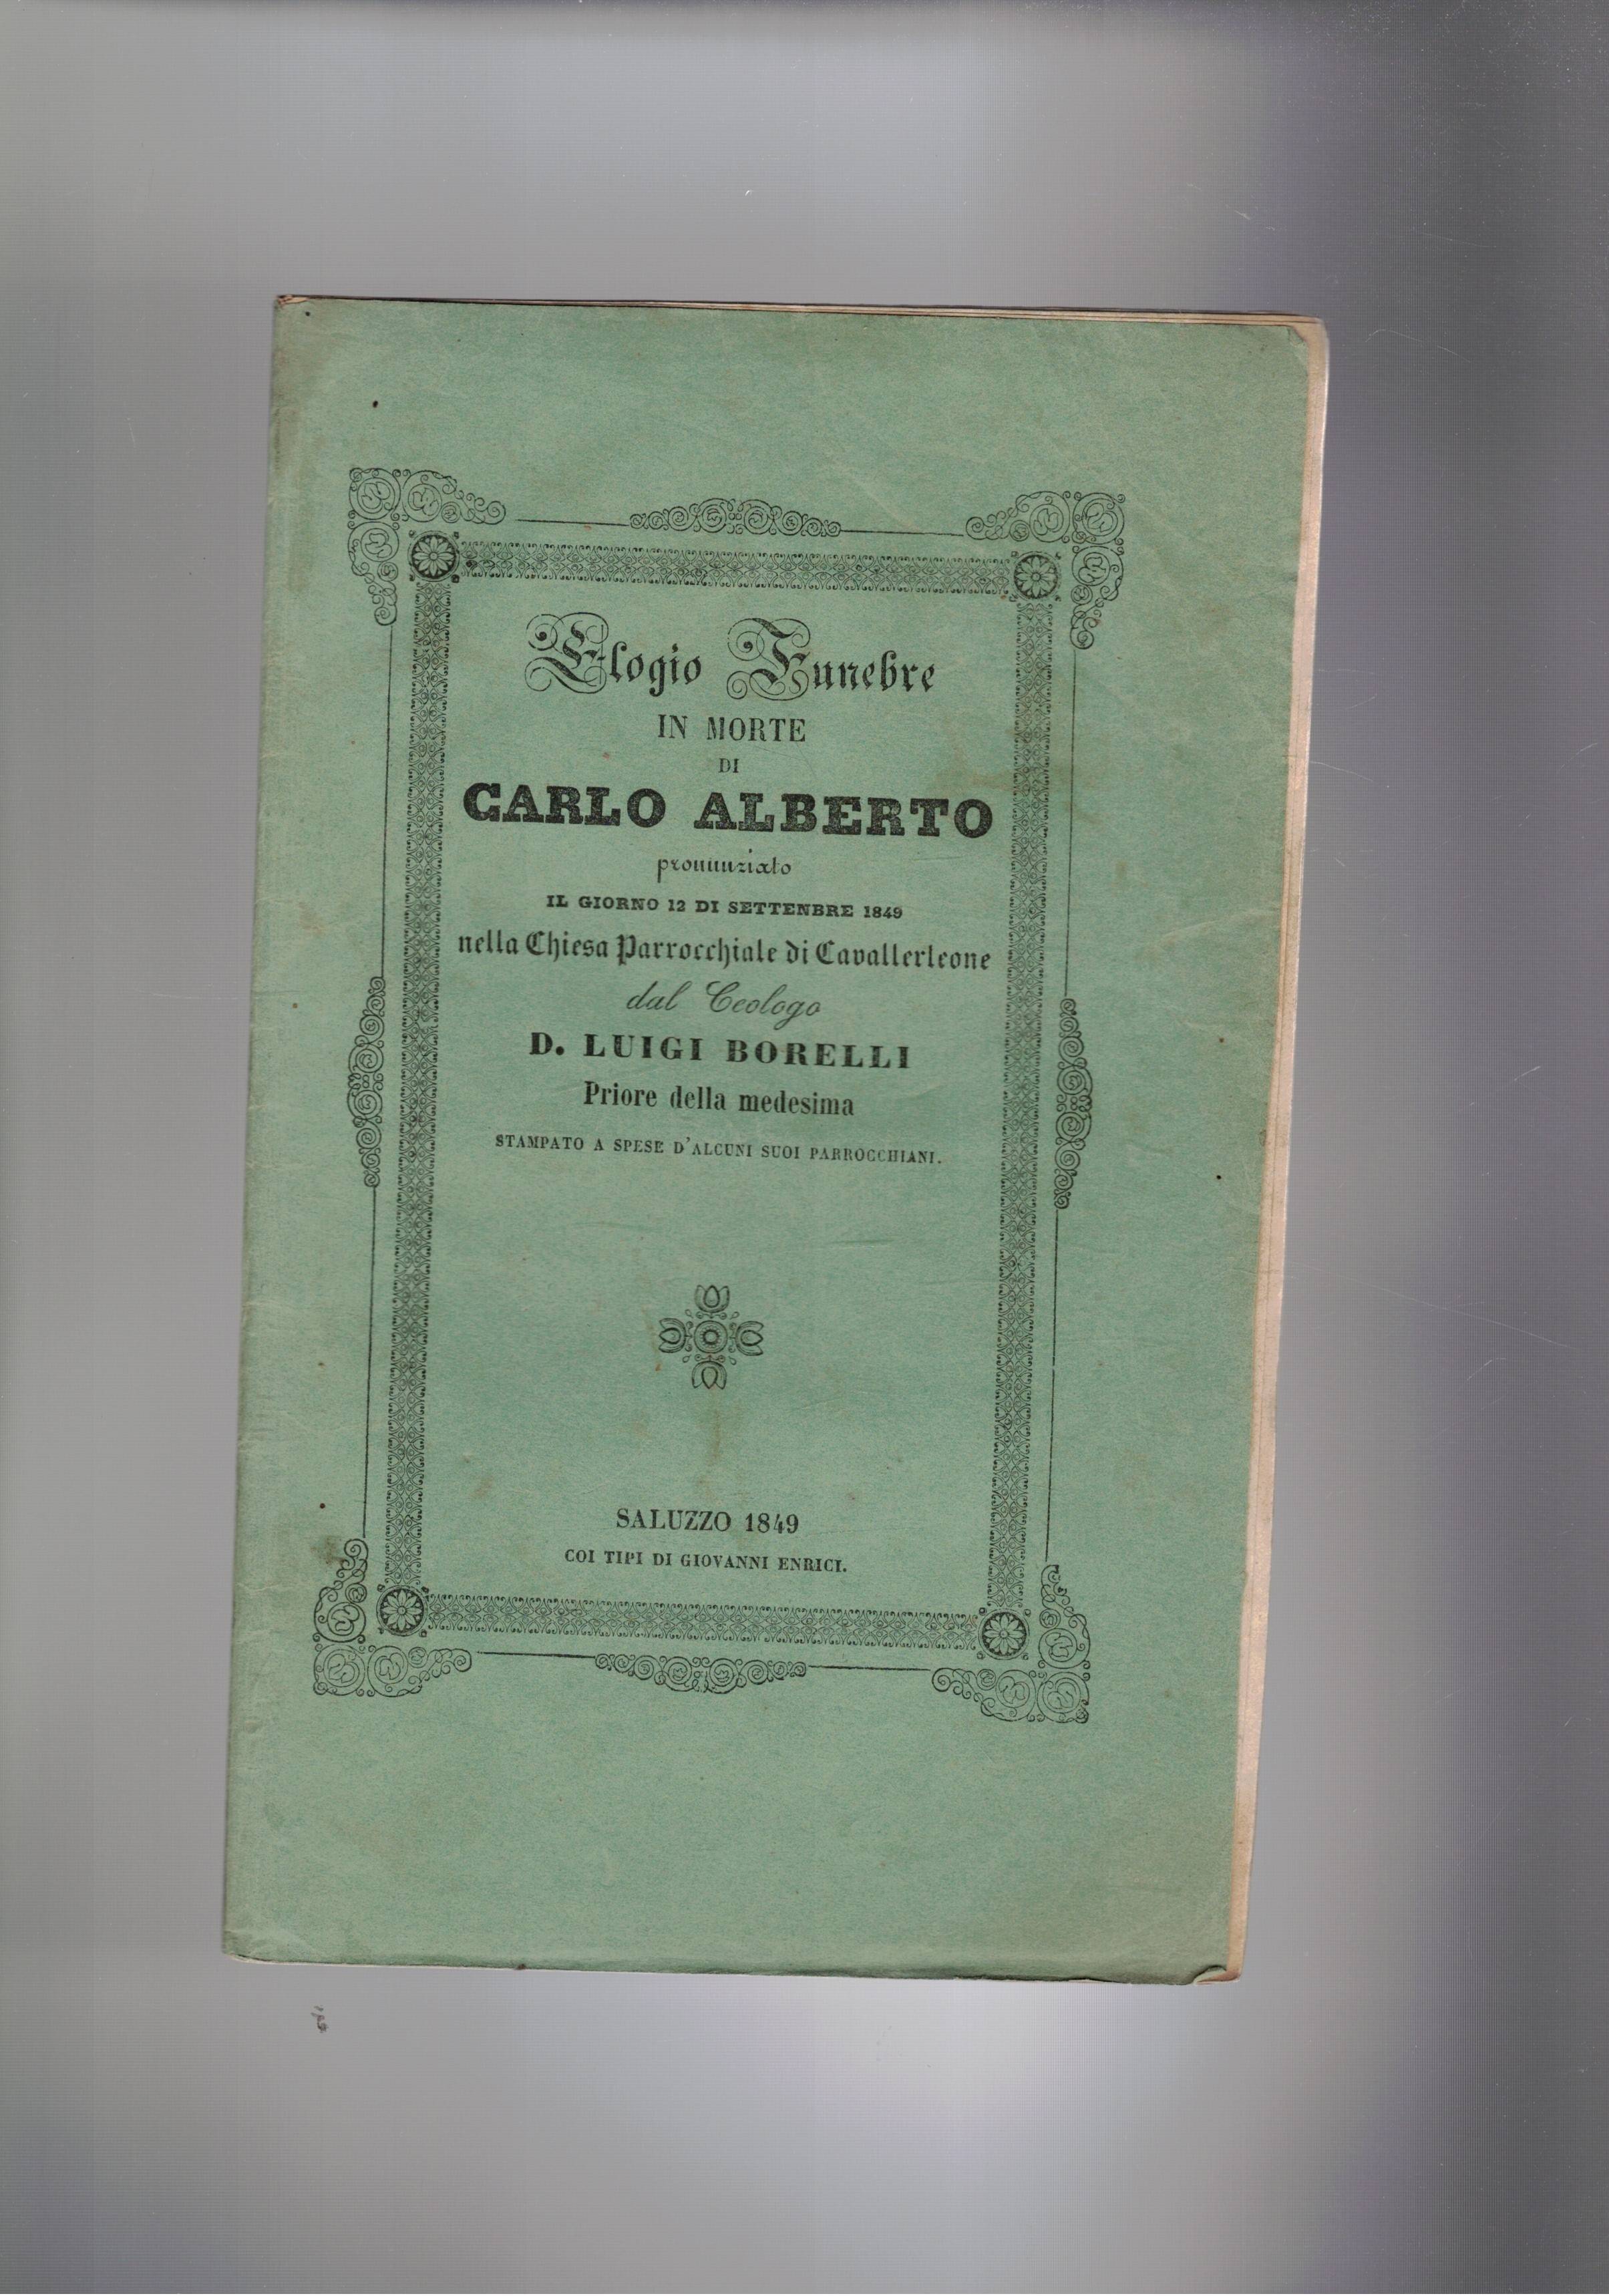 Elogio Funebre
IN MORTE
DI
CARLO ALBERTO
pronunziato
IL GIORNO 12 DI SETTENBRE 1849
nella Chiesa Parrocchiale di Cavallerleone
dal Teologo
D. LUIGI BORELLI
Priore della medesima
STAMPATO A SPESE D'ALCUNI SUOI PARROCCHIANI.
SALUZZO 1849
COI TIPI DI GIOVANNI ENRICI.